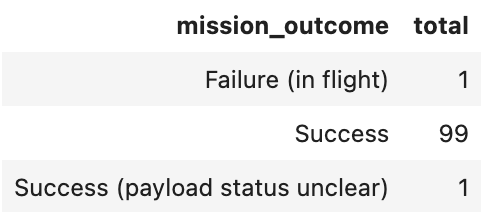 mission_outcome total
Failure (in flight) 1
Success 99
Success (payload status unclear) 1